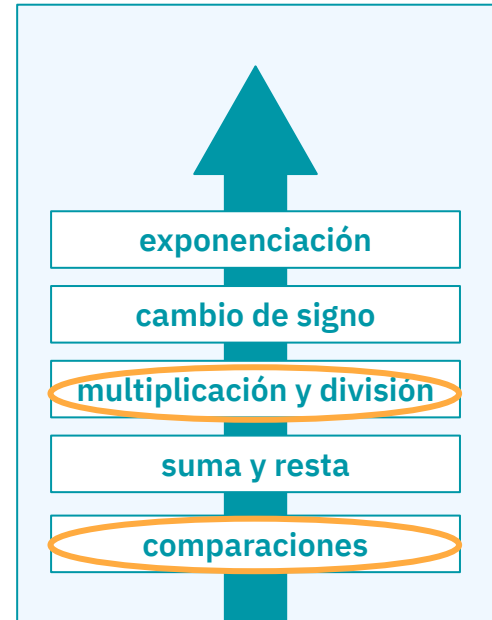 exponenciación
cambio de signo
multiplicación y división
suma y resta
comparaciones